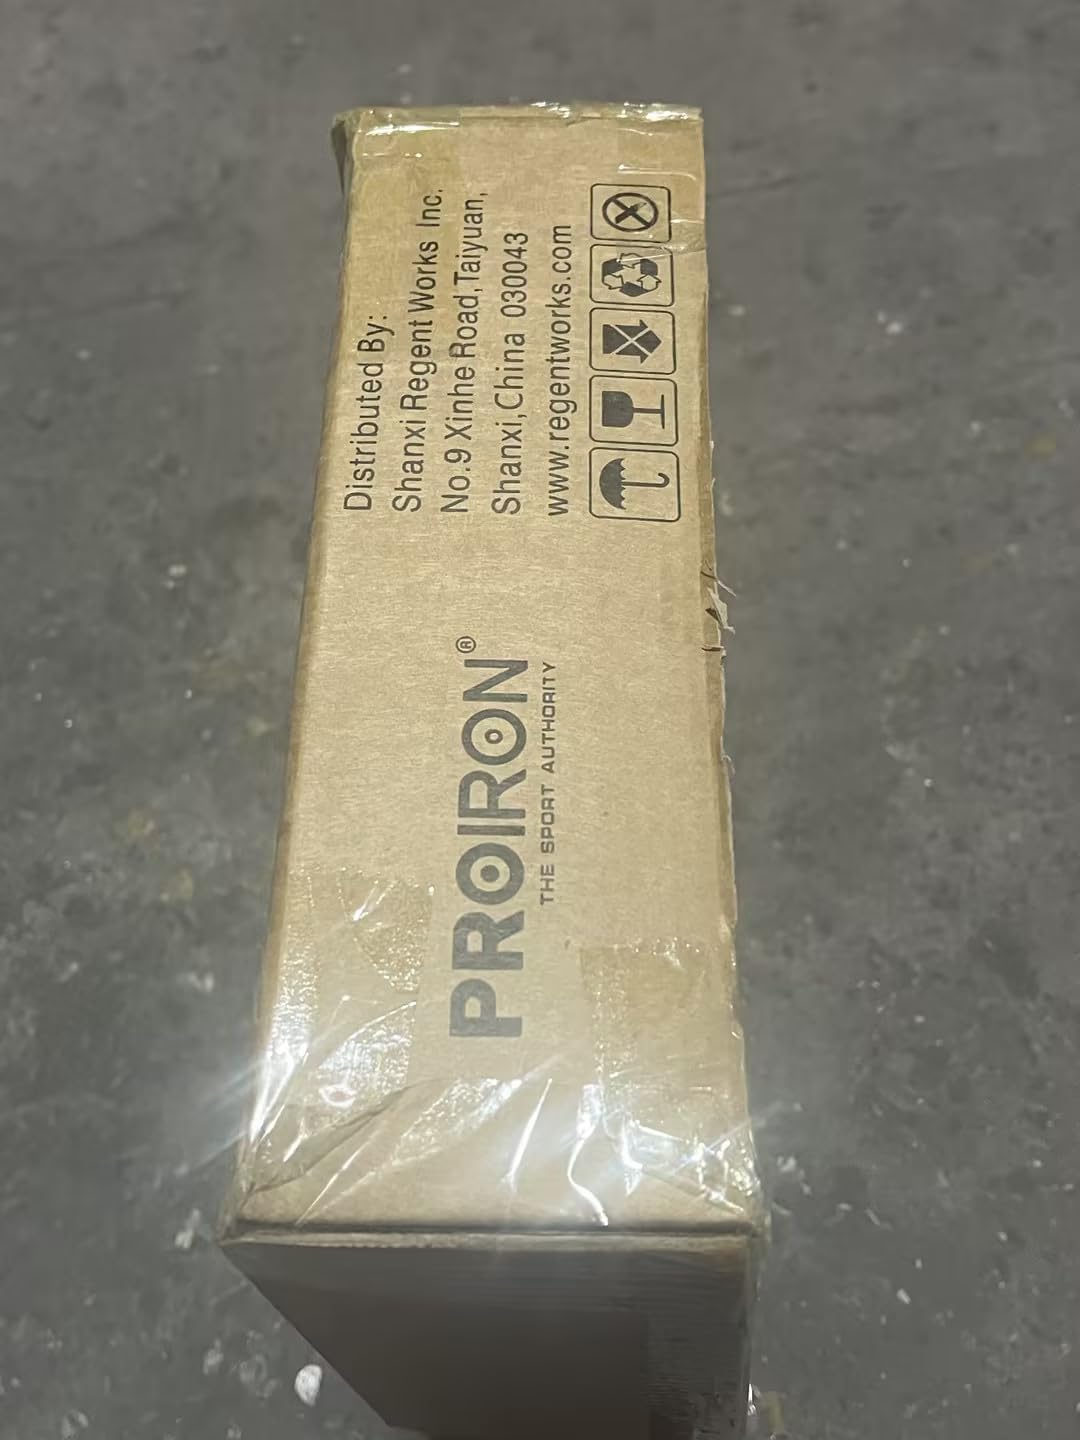 Distributed By:
Shanxi Regent Works Inc.
No.9 Xinhe Road,Taiyuan,
Shanxi,China 030043
www.regentworks.com
PROIRON®
THE SPORT AUTHORITY